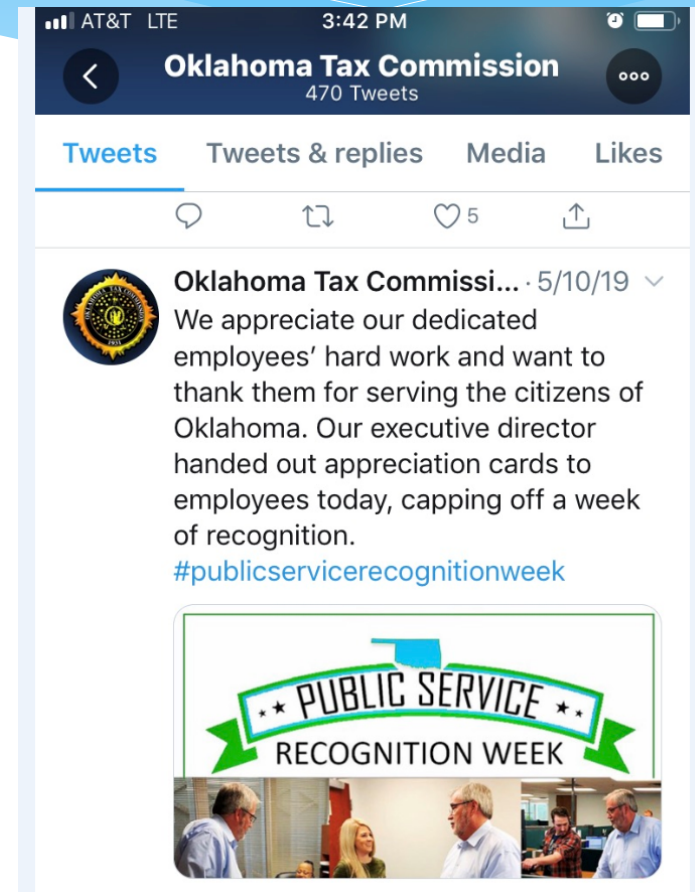 AT&T LTE 3:42 PM
Oklahoma Tax Commission
470 Tweets
Tweets Tweets & replies Media Likes
5
Oklahoma Tax Commissi... · 5/10/19
We appreciate our dedicated
employees’ hard work and want to
thank them for serving the citizens of
Oklahoma. Our executive director
handed out appreciation cards to
employees today, capping off a week
of recognition.
#publicservicerecognitionweek
PUBLIC SERVICE
RECOGNITION WEEK